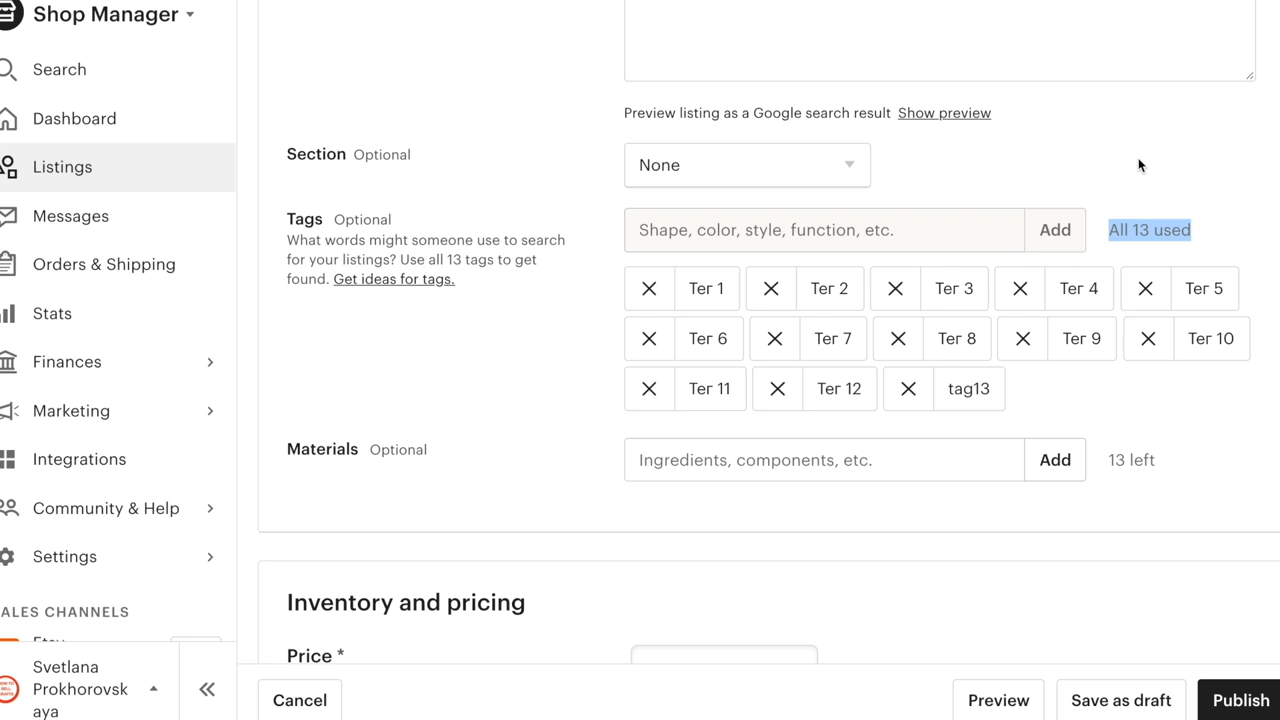 Shop Manager
Search
Dashboard
Listings
Messages
Orders & Shipping
Stats
Finances
Marketing
Integrations
Community & Help
Settings
ALES CHANNELS
Etsy
Svetlana
Prokhorovsk
aya
Preview listing as a Google search result Show preview
Section Optional
None
Tags Optional
What words might someone use to search
for your listings? Use all 13 tags to get
found. Get ideas for tags.
Shape, color, style, function, etc. Add All 13 used
Ter 1 Ter 2 Ter 3 Ter 4 Ter 5
Ter 6 Ter 7 Ter 8 Ter 9 Ter 10
Ter 11 Ter 12 tag13
Materials Optional
Ingredients, components, etc. Add 13 left
Inventory and pricing
Price *
Cancel Preview Save as draft Publish